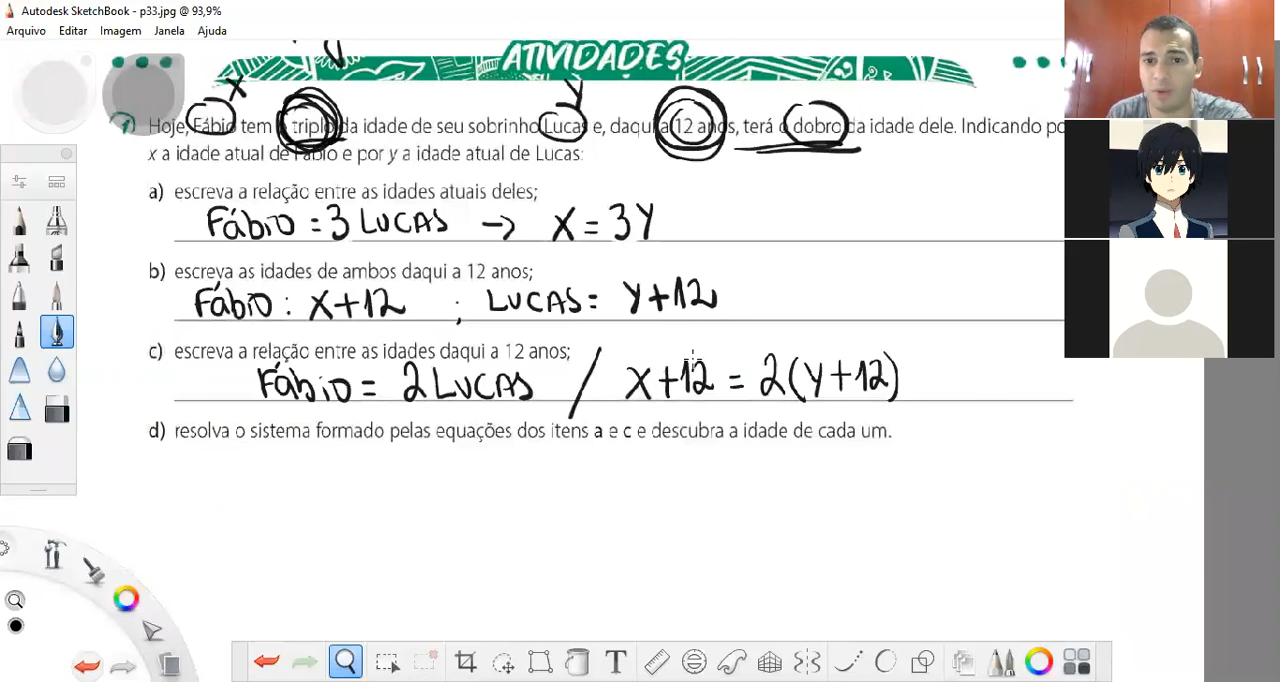 Autodesk SketchBook - p33.jpg @ 93,9%
Arquivo Editar Imagem Janela Ajuda
ATIVIDADES
x y
1 Hoje, Fábio tem o triplo da idade de seu sobrinho Lucas e, daqui a 12 anos, terá o dobro da idade dele. Indicando po
x a idade atual de Fábio e por y a idade atual de Lucas:
a) escreva a relação entre as idades atuais deles;
Fábio = 3 LUCAS → X = 3Y
b) escreva as idades de ambos daqui a 12 anos;
Fábio : X+12 ; LUCAS = Y+12
c) escreva a relação entre as idades daqui a 12 anos;
Fábio = 2 LUCAS / X+12 = 2(Y+12)
d) resolva o sistema formado pelas equações dos itens a e c e descubra a idade de cada um.